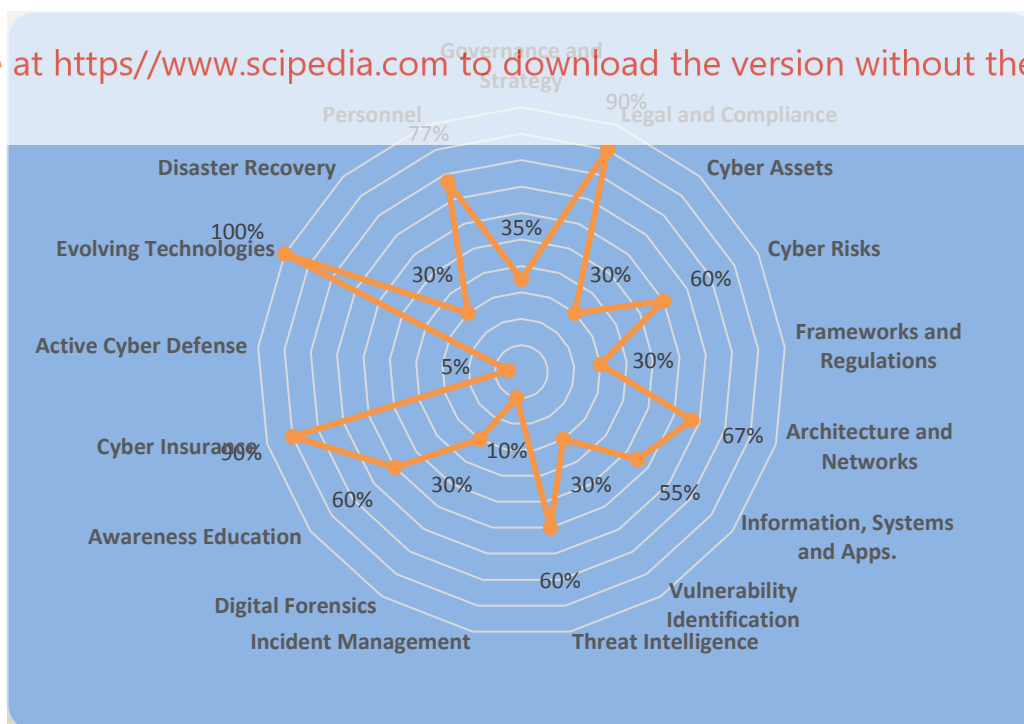 Governance and
at https//www.scipedia.com to download the version without the
Strategy
90%
Personnel
Legal and Compliance
77%
Disaster Recovery
Cyber Assets
35%
100%
Evolving Technologies
Cyber Risks
30%
30%
60%
Active Cyber Defense
Frameworks and
Regulations
5%
30%
Cyber Insurance
90%
Architecture and
Networks
67%
10%
30%
30%
55%
60%
Awareness Education
Information, Systems
and Apps.
60%
Vulnerability
Identification
Digital Forensics
Incident Management
Threat Intelligence